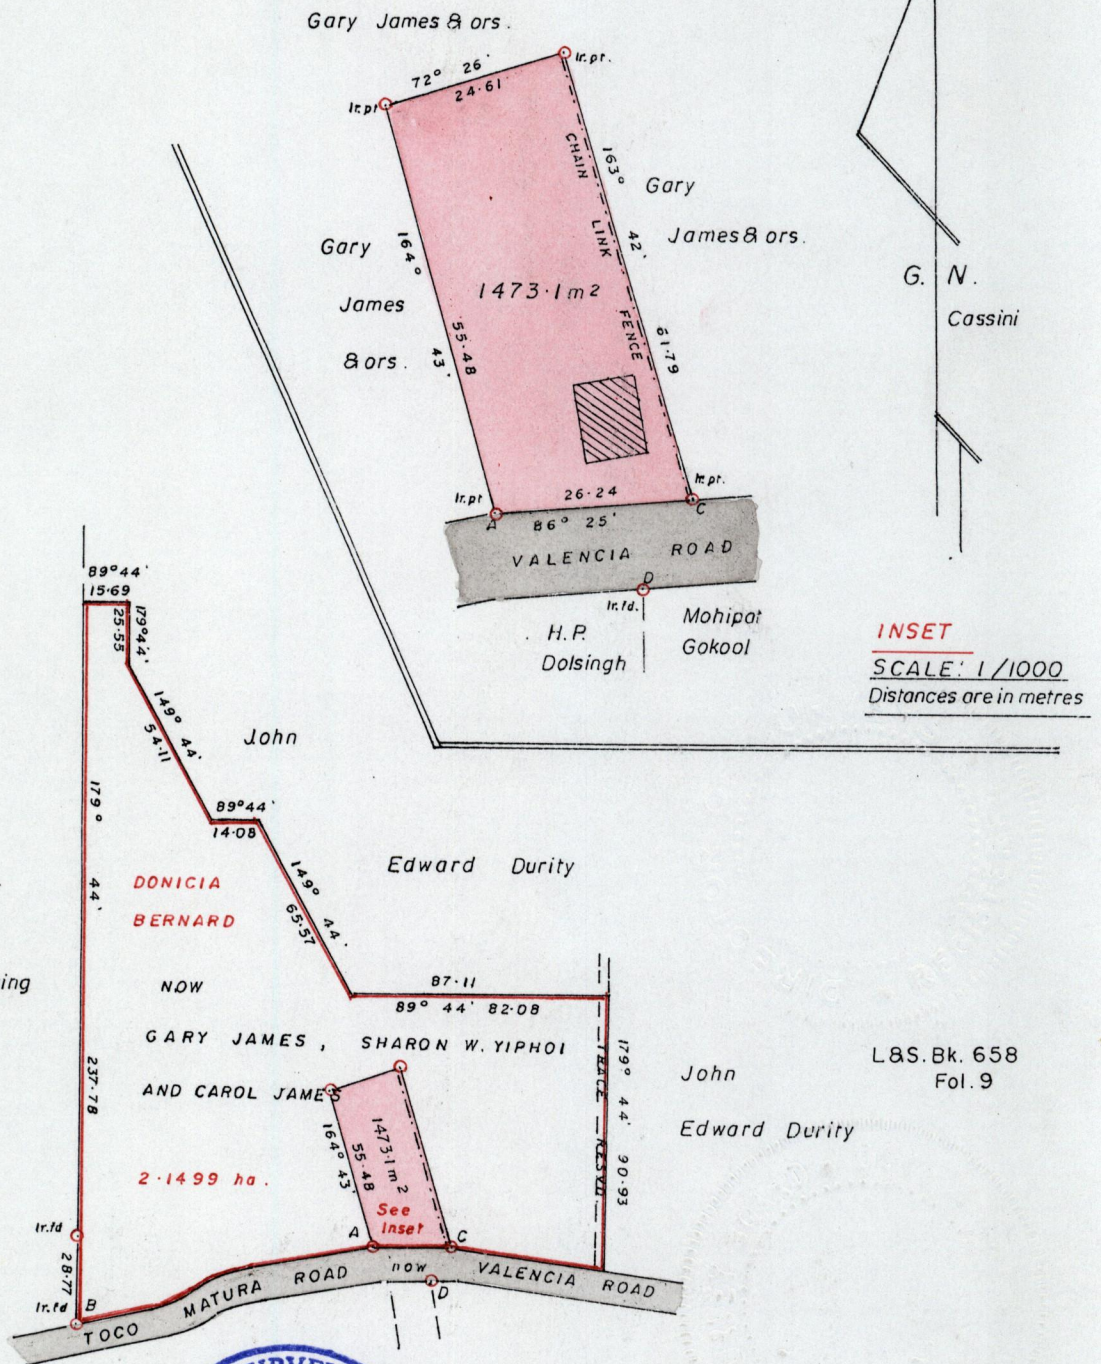 Gary James & ors.
72° 26'
24.61
Ir.pt.
Ir.pt
CHAIN LINK FENCE
163° 42'
61.79
Gary
James & ors.
Gary
James
& ors.
164° 43'
55.48
1473.1 m2
G. N.
Cassini
Ir.pt
Ir.pt.
26.24
A
C
86° 25'
VALENCIA ROAD
D
Ir.fd.
H.P.
Dolsingh
Mohipat
Gokool
INSET
SCALE: 1/1000
Distances are in metres
89°44'
15.69
25.55
179°44'
149° 44'
54.11
John
89°44'
14.08
179° 44'
237.78
DONICIA
BERNARD
149° 44'
65.57
Edward Durity
ing
NOW
87.11
89° 44' 82.08
GARY JAMES, SHARON W. YIPHOI
AND CAROL JAMES
TRACE RESVD
179° 44' 90.93
John
Edward Durity
L&S. Bk. 658
Fol. 9
164° 43'
55.48
1473.1 m2
2.1499 ha.
See
Inset
Ir.fd
A
C
28.77
Ir.fd
B
TOCO MATURA ROAD now VALENCIA ROAD
D